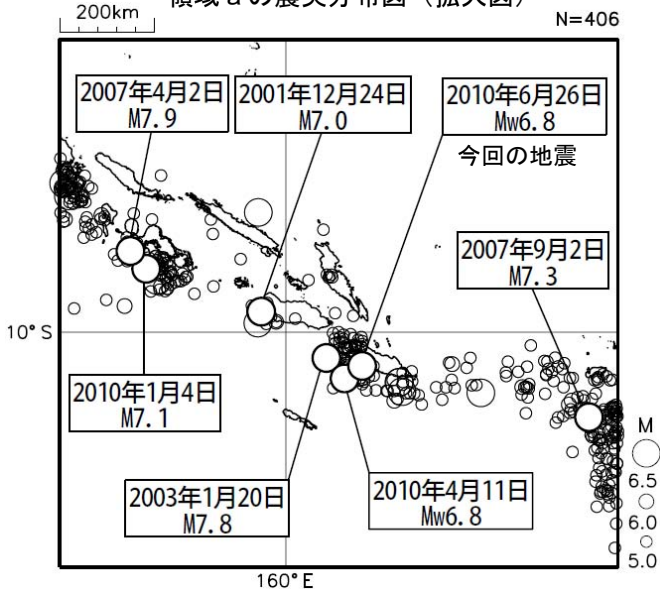 領域ａの震央分布図（拡大図）
200km
N=406
2007年4月2日
M7.9
2001年12月24日
M7.0
2010年6月26日
Mw6.8
今回の地震
2007年9月2日
M7.3
10°S
2010年1月4日
M7.1
2003年1月20日
M7.8
2010年4月11日
Mw6.8
M
6.5
6.0
5.0
160°E